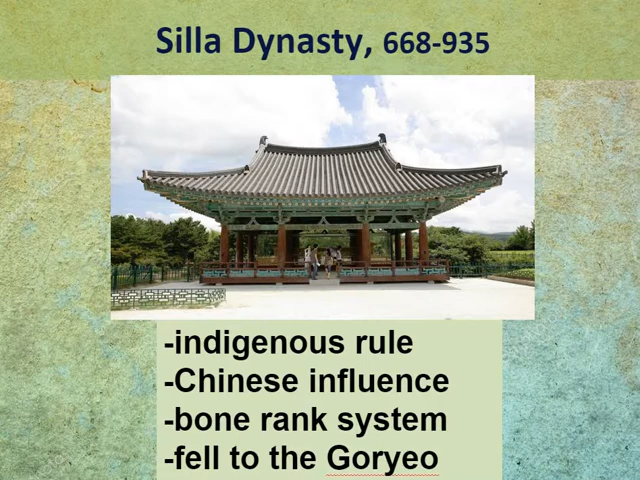 Silla Dynasty, 668-935
-indigenous rule
-Chinese influence
-bone rank system
-fell to the Goryeo